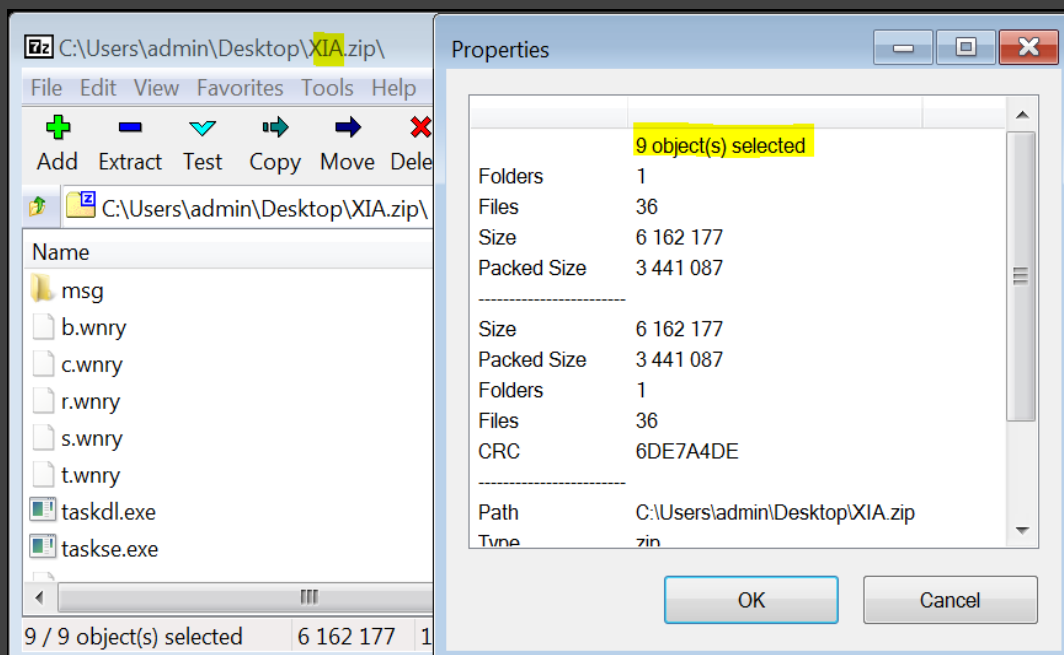 C:\Users\admin\Desktop\XIA.zip\
File Edit View Favorites Tools Help
Add Extract Test Copy Move Dele
C:\Users\admin\Desktop\XIA.zip\
Name
msg
b.wnry
c.wnry
r.wnry
s.wnry
t.wnry
taskdl.exe
taskse.exe
9 / 9 object(s) selected 6 162 177 1
Properties
9 object(s) selected
Folders 1
Files 36
Size 6 162 177
Packed Size 3 441 087
------------------------
Size 6 162 177
Packed Size 3 441 087
Folders 1
Files 36
CRC 6DE7A4DE
------------------------
Path C:\Users\admin\Desktop\XIA.zip
Type zip
OK Cancel